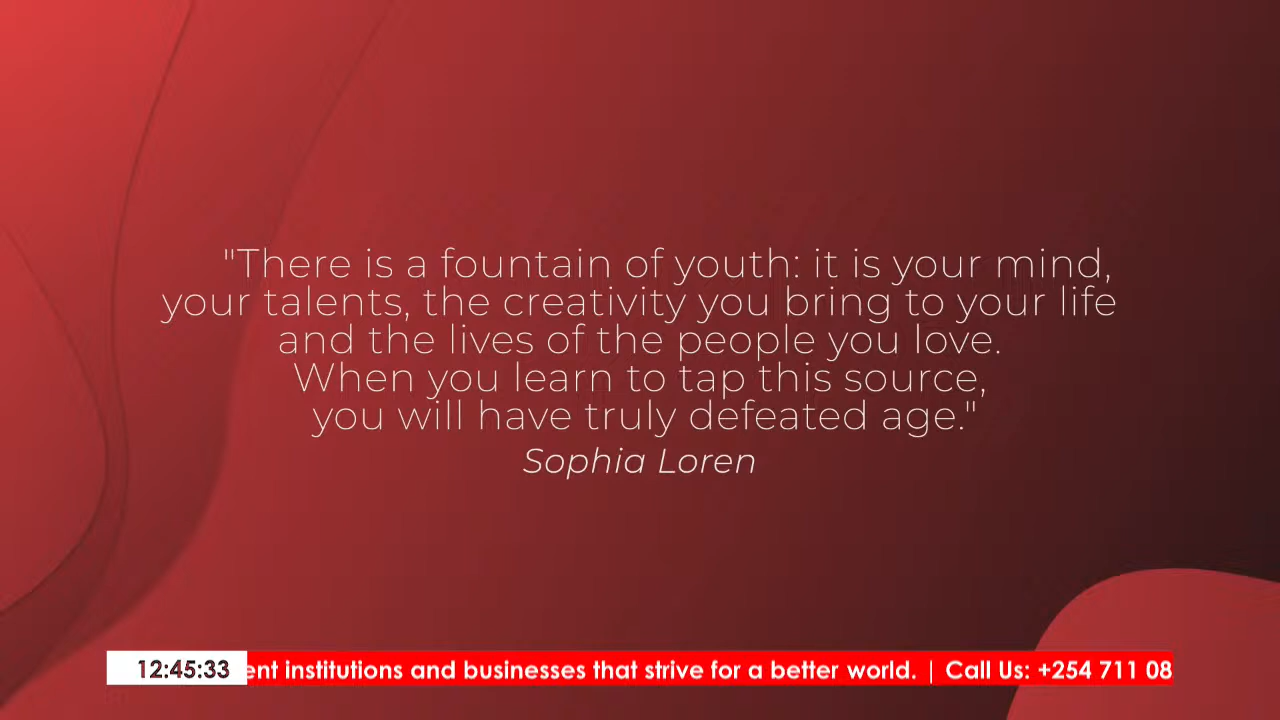 "There is a fountain of youth: it is your mind,
your talents, the creativity you bring to your life
and the lives of the people you love.
When you learn to tap this source,
you will have truly defeated age."
Sophia Loren
12:45:33 ent institutions and businesses that strive for a better world. | Call Us: +254 711 08